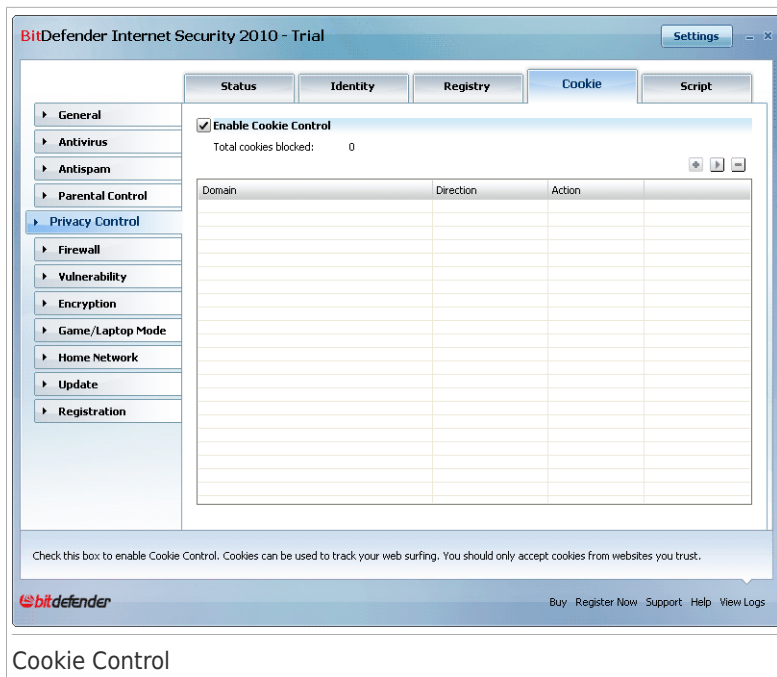 BitDefender Internet Security 2010 - Trial
Settings
Status
Identity
Registry
Cookie
Script
General
Antivirus
Antispam
Parental Control
Privacy Control
Firewall
Vulnerability
Encryption
Game/Laptop Mode
Home Network
Update
Registration
Enable Cookie Control
Total cookies blocked: 0
Domain Direction Action
Check this box to enable Cookie Control. Cookies can be used to track your web surfing. You should only accept cookies from websites you trust.
bitdefender
Buy Register Now Support Help View Logs
Cookie Control